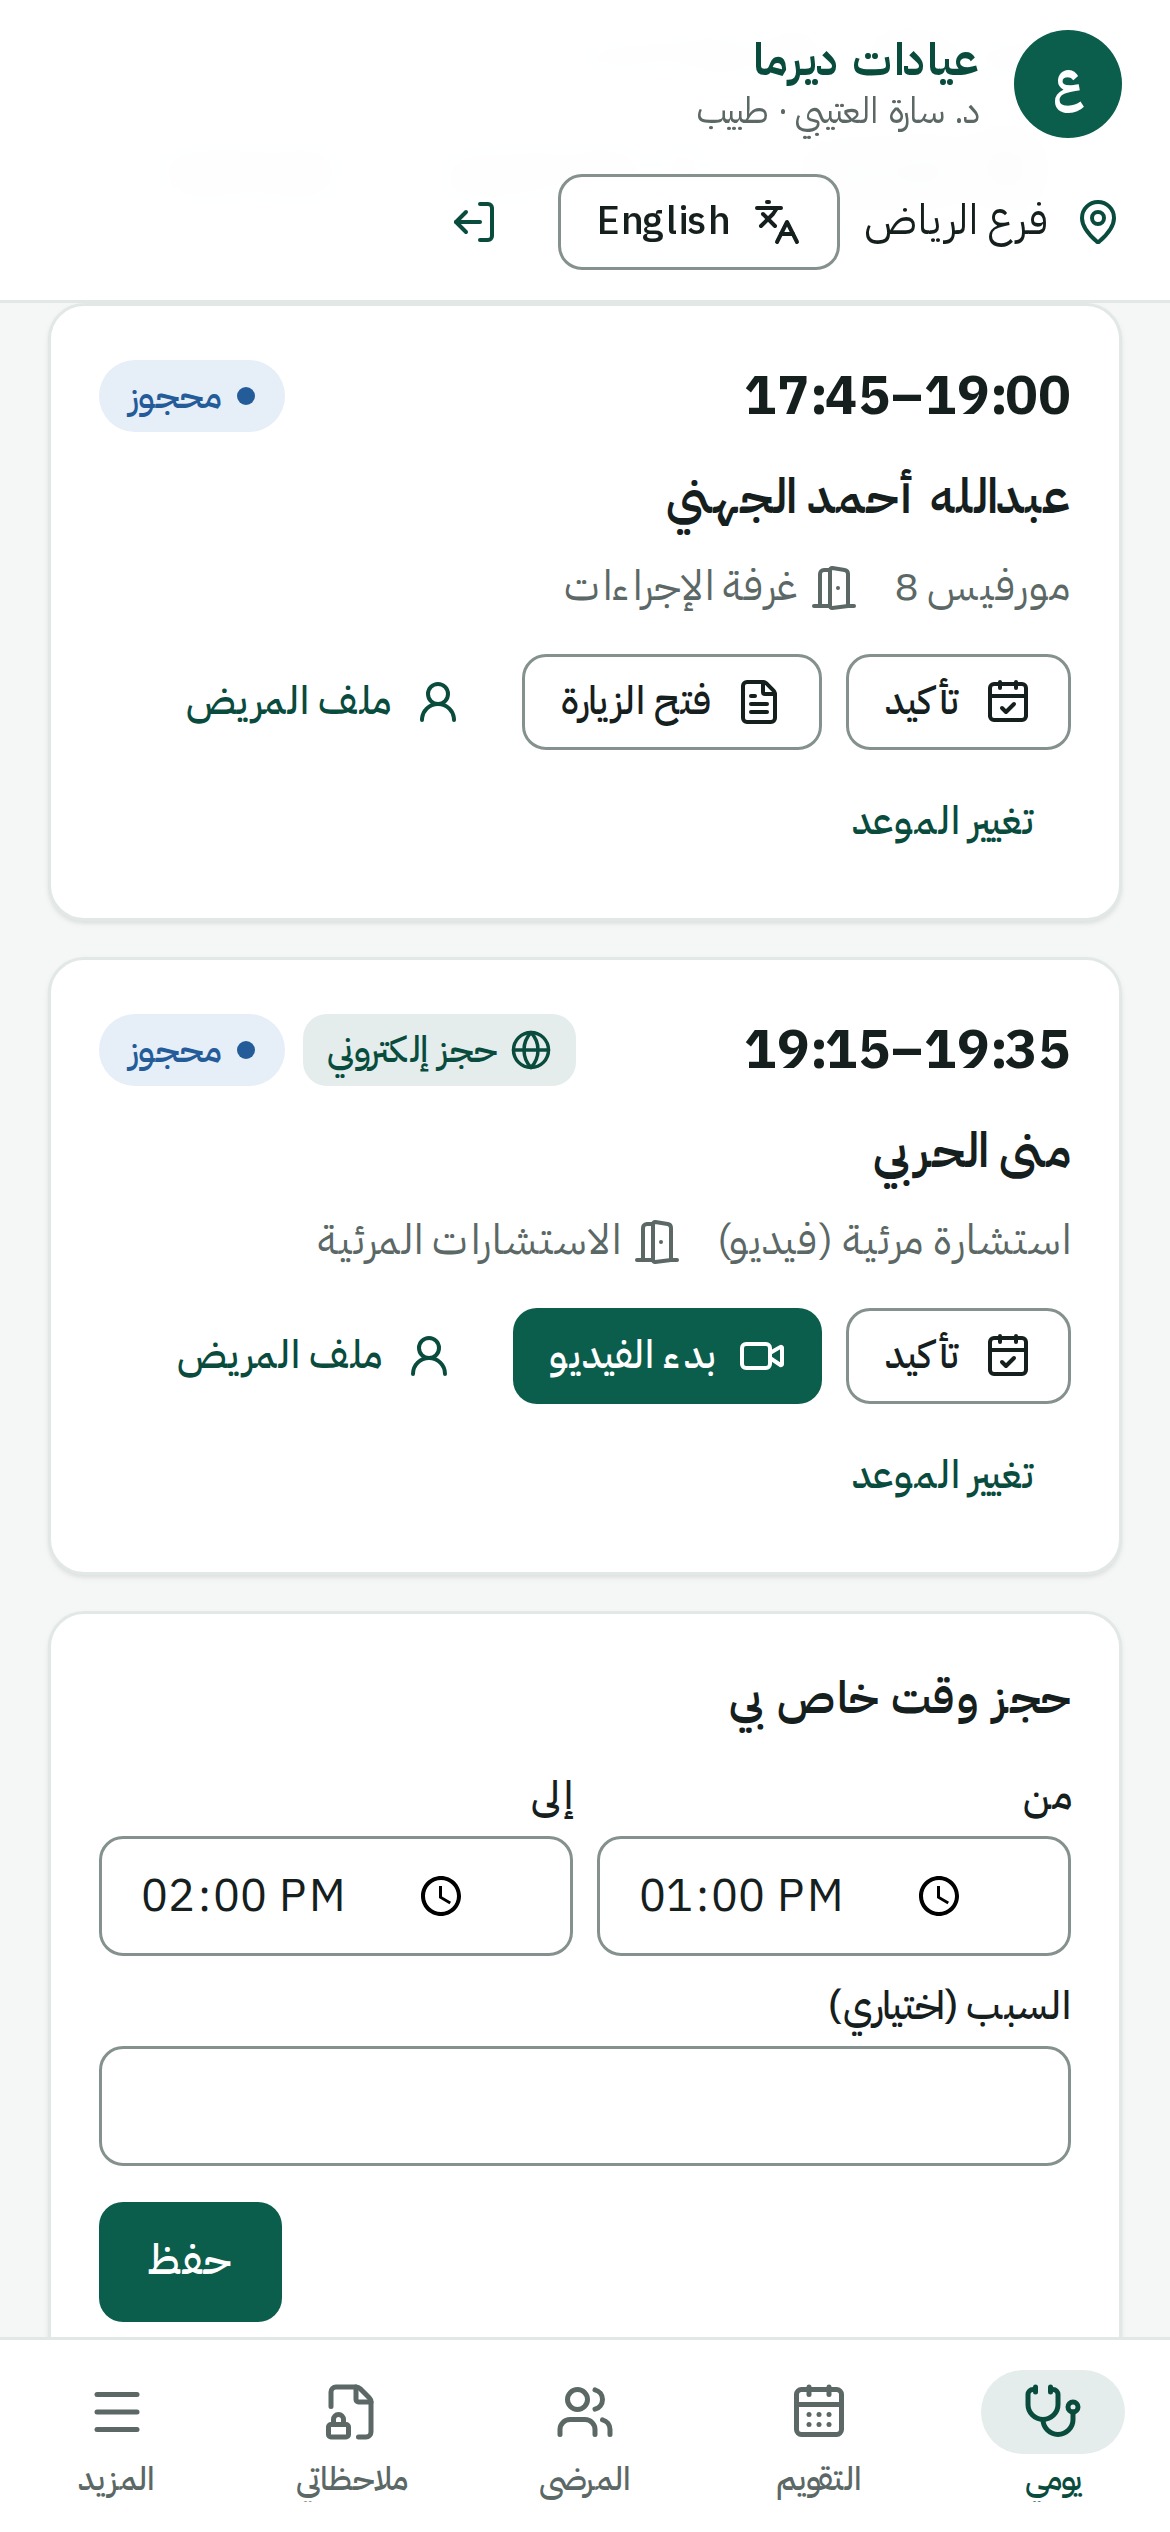 ع
عيادات ديرما
د. سارة العتيبي · طبيب
فرع الرياض
English
17:45–19:00
محجوز
عبدالله أحمد الجهني
مورفيس 8 غرفة الإجراءات
تأكيد
فتح الزيارة
ملف المريض
تغيير الموعد
19:15–19:35
حجز إلكتروني
محجوز
منى الحربي
استشارة مرئية (فيديو) الاستشارات المرئية
تأكيد
بدء الفيديو
ملف المريض
تغيير الموعد
حجز وقت خاص بي
من
إلى
01:00 PM
02:00 PM
السبب (اختياري)
حفظ
يومي
التقويم
المرضى
ملاحظاتي
المزيد